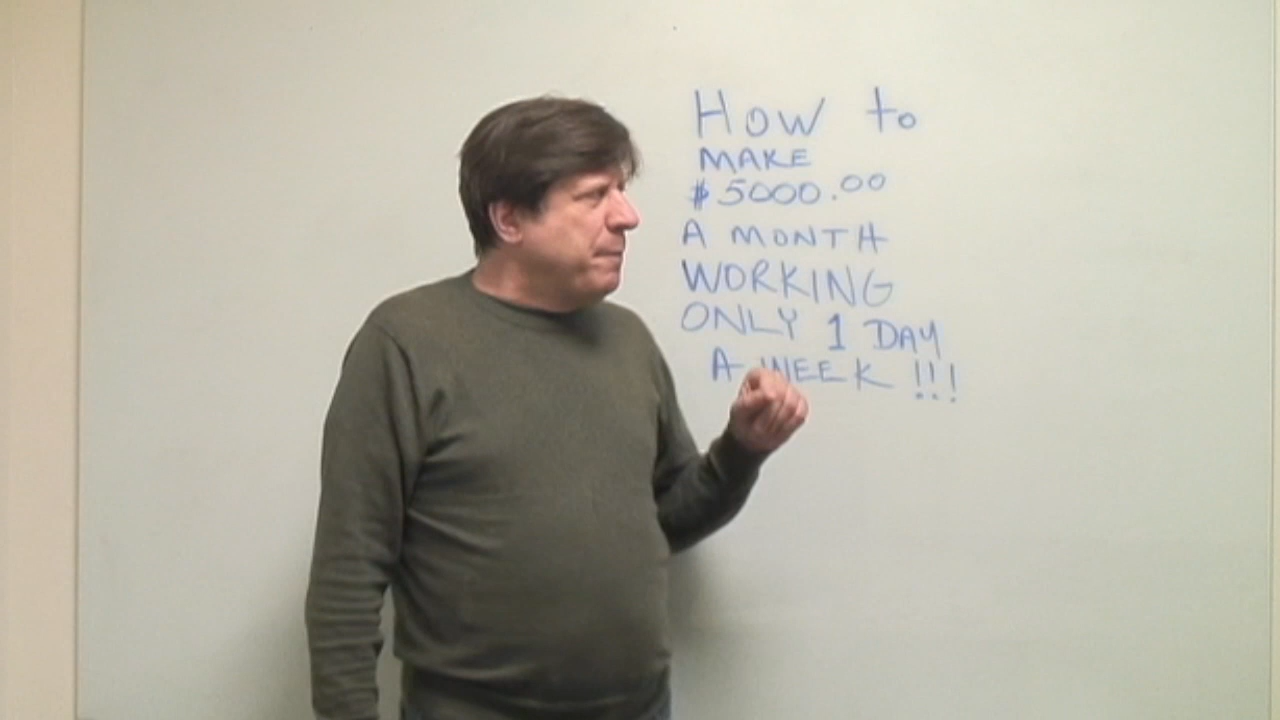 HOW to
MAKE
$5000.00
A MONTH
WORKING
ONLY 1 DAY
A WEEK !!!